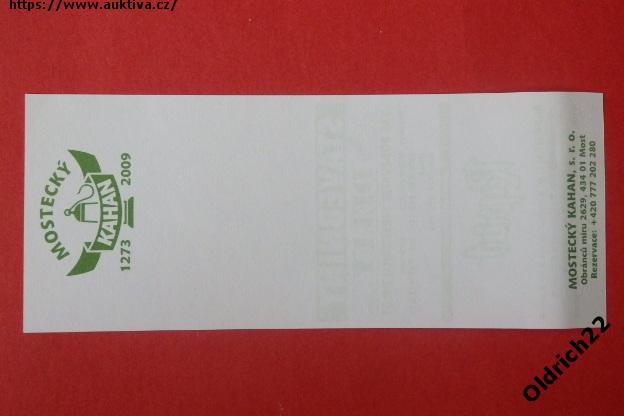 https://www.auktiva.cz/
MOSTECKÝ
KAHAN
1273 2009
MOSTECKÝ KAHAN, s. r. o.
Obránců míru 2629, 434 01 Most
Rezervace: +420 777 202 280
Oldrich22